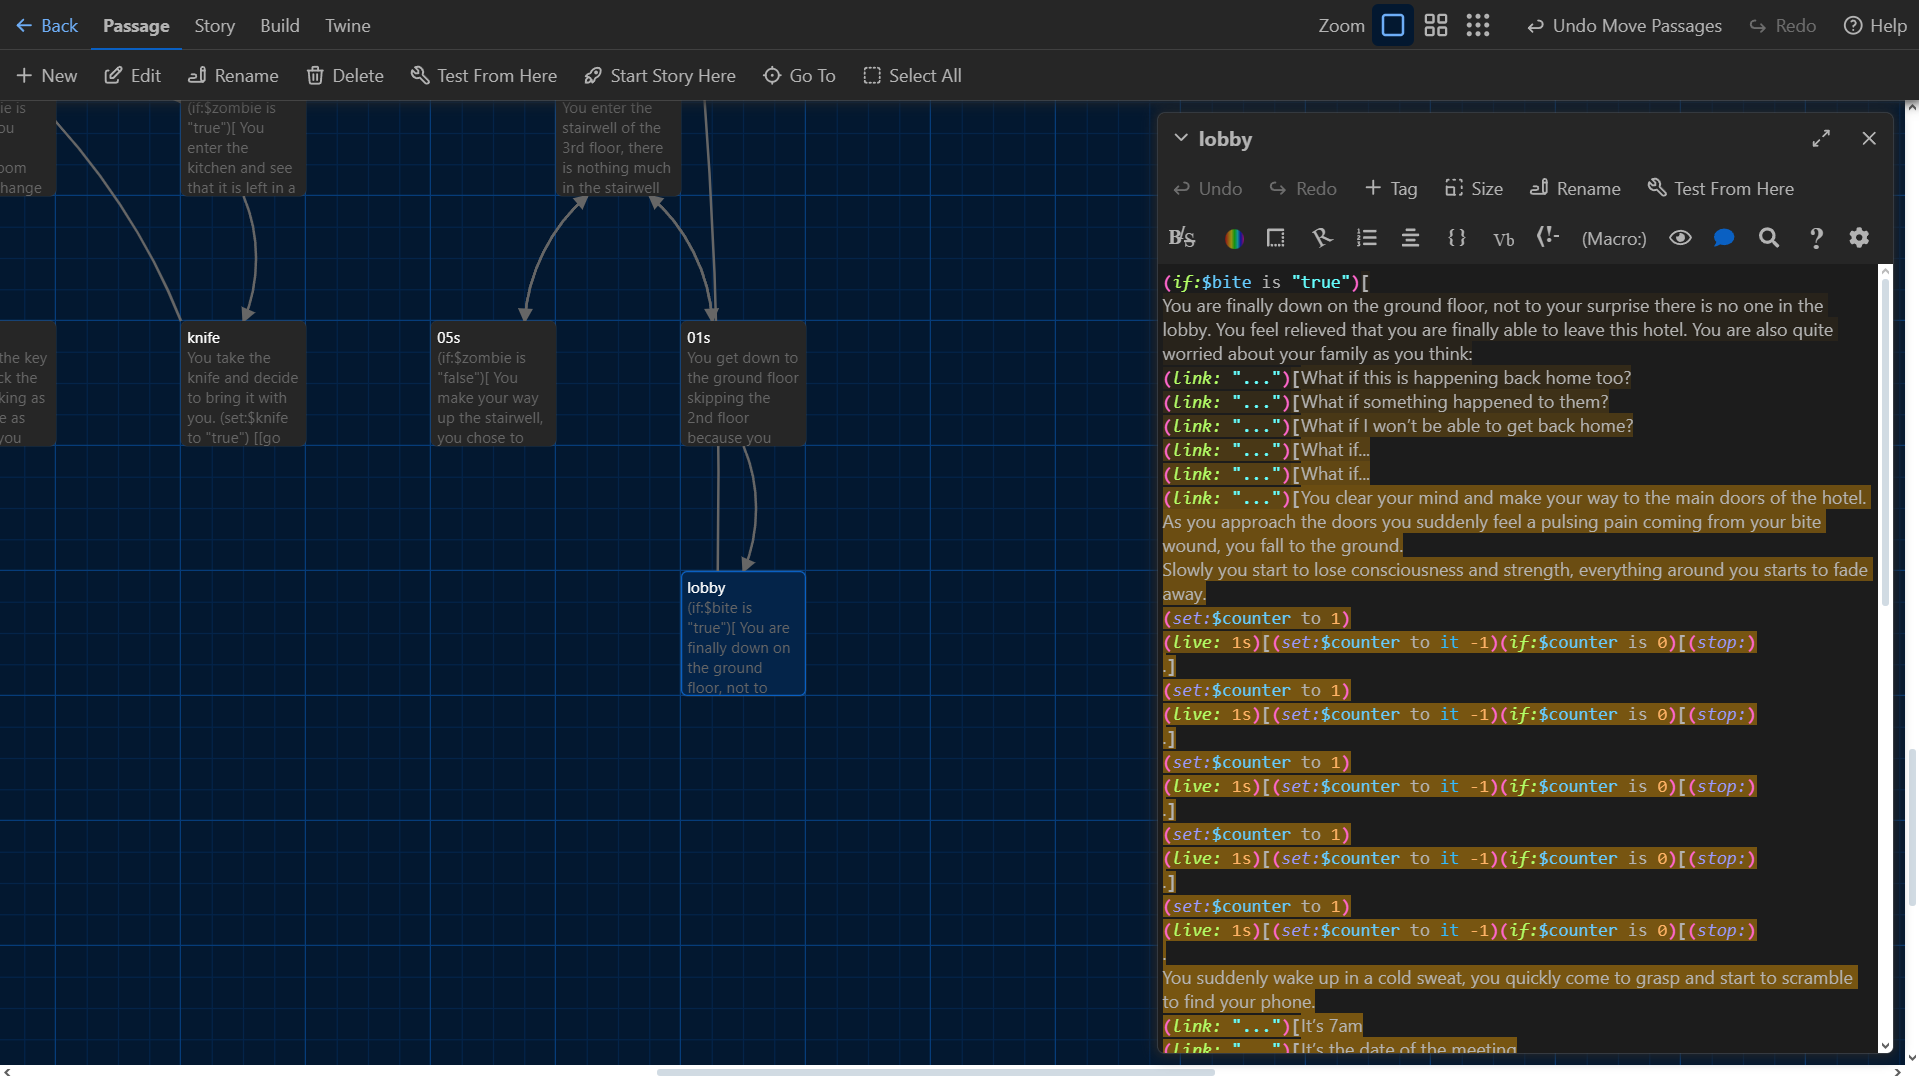 Back Passage Story Build Twine Zoom Undo Move Passages Redo Help
New Edit Rename Delete Test From Here Start Story Here Go To Select All
ie is
ou
oom
hange
(if:$zombie is
"true")[ You
enter the
kitchen and see
that it is left in a
You enter the
stairwell of the
3rd floor, there
is nothing much
in the stairwell
the key
ck the
king as
e as
you
knife
You take the
knife and decide
to bring it with
you. (set:$knife
to "true") [[go
05s
(if:$zombie is
"false")[ You
make your way
up the stairwell,
you chose to
01s
You get down to
the ground floor
skipping the
2nd floor
because you
lobby
(if:$bite is
"true")[ You are
finally down on
the ground
floor, not to
lobby
Undo Redo Tag Size Rename Test From Here
B/S { } Vb (Macro:) ?
(if:$bite is "true")[
You are finally down on the ground floor, not to your surprise there is no one in the
lobby. You feel relieved that you are finally able to leave this hotel. You are also quite
worried about your family as you think:
(link: "...")[What if this is happening back home too?
(link: "...")[What if something happened to them?
(link: "...")[What if I won't be able to get back home?
(link: "...")[What if...
(link: "...")[What if...
(link: "...")[You clear your mind and make your way to the main doors of the hotel.
As you approach the doors you suddenly feel a pulsing pain coming from your bite
wound, you fall to the ground.
Slowly you start to lose consciousness and strength, everything around you starts to fade
away.
(set:$counter to 1)
(live: 1s)[(set:$counter to it -1)(if:$counter is 0)[(stop:)
.]
(set:$counter to 1)
(live: 1s)[(set:$counter to it -1)(if:$counter is 0)[(stop:)
.]
(set:$counter to 1)
(live: 1s)[(set:$counter to it -1)(if:$counter is 0)[(stop:)
.]
(set:$counter to 1)
(live: 1s)[(set:$counter to it -1)(if:$counter is 0)[(stop:)
.]
(set:$counter to 1)
(live: 1s)[(set:$counter to it -1)(if:$counter is 0)[(stop:)
.
You suddenly wake up in a cold sweat, you quickly come to grasp and start to scramble
to find your phone.
(link: "...")[It's 7am
(link: "...")[It's the date of the meeting